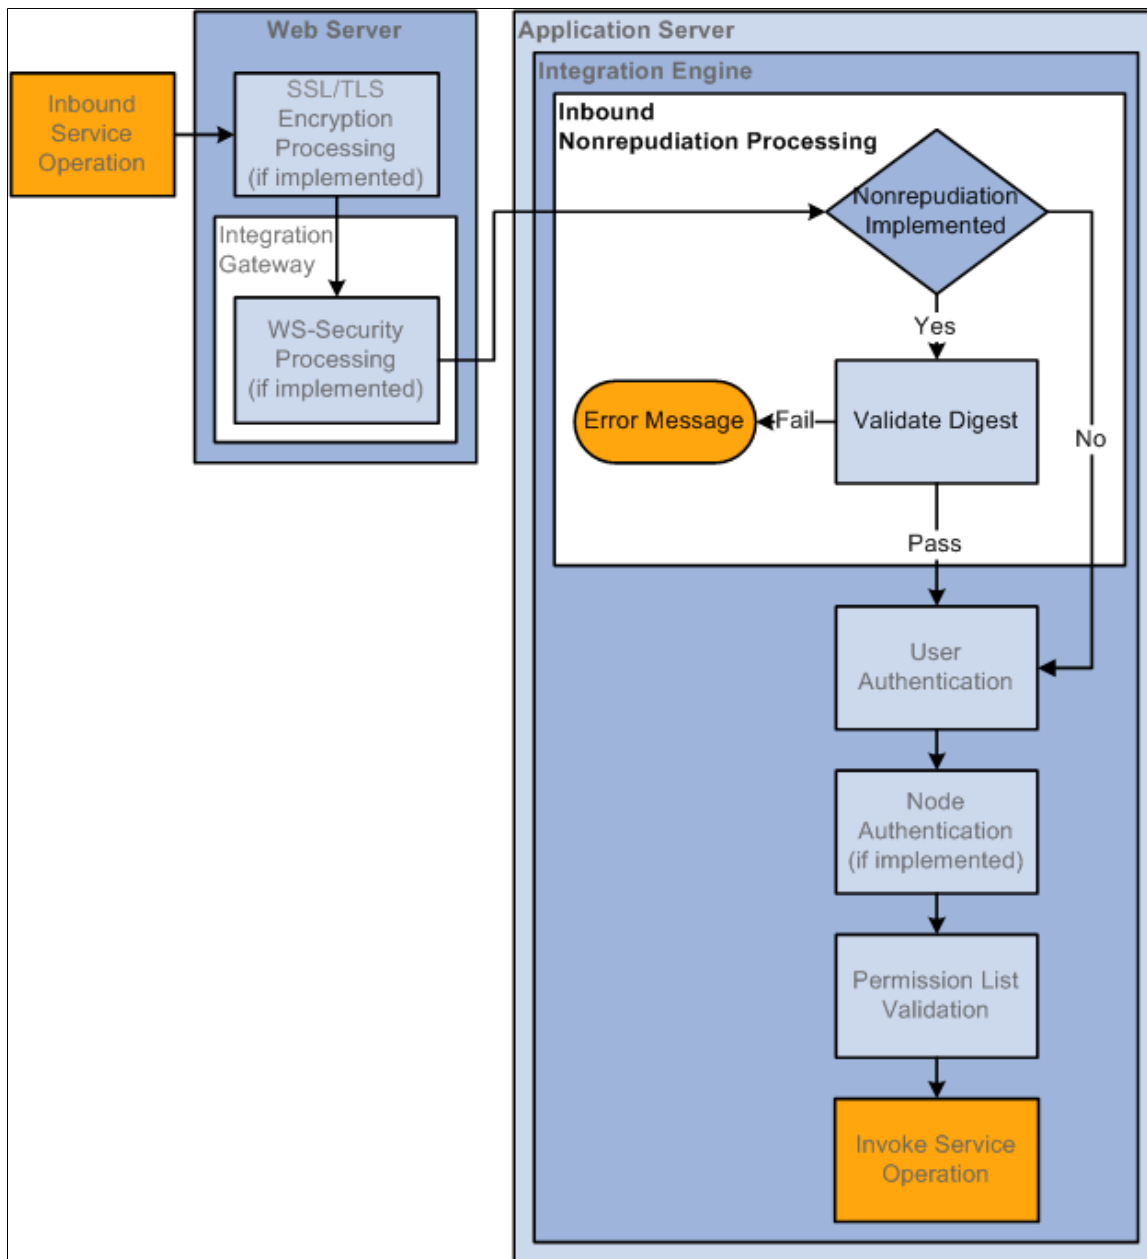 Web Server
Inbound
Service
Operation
SSL/TLS
Encryption
Processing
(if implemented)
Integration
Gateway
WS-Security
Processing
(if implemented)
Application Server
Integration Engine
Inbound
Nonrepudiation Processing
Nonrepudiation
Implemented
Yes
No
Validate Digest
Fail
Error Message
Pass
User
Authentication
Node
Authentication
(if implemented)
Permission List
Validation
Invoke Service
Operation